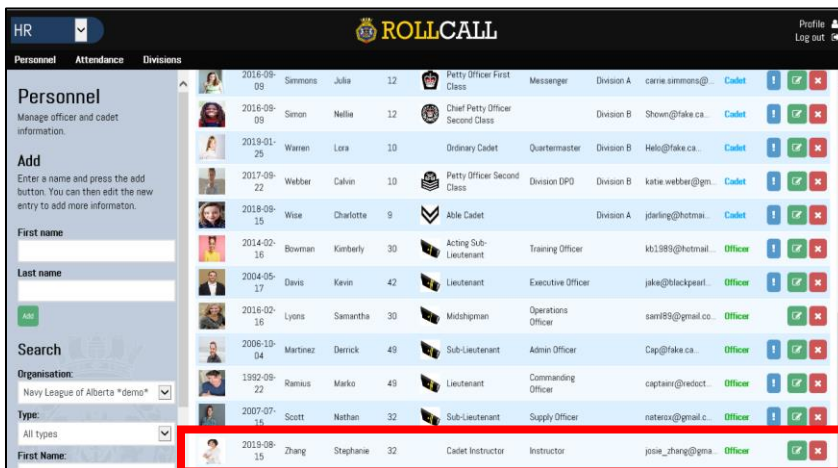 HR
ROLLCALL
Profile
Log out
Personnel Attendance Divisions
Personnel
Manage officer and cadet
information.
Add
Enter a name and press the add
button. You can then edit the new
entry to add more informaton.
First name
Last name
Add
Search
Organisation:
Navy League of Alberta *demo*
Type:
All types
First Name:
2016-09-09 Simmons Julia 12 Petty Officer First Class Messenger Division A carrie.simmons@... Cadet
2016-09-09 Simon Nellie 12 Chief Petty Officer Second Class Division B Shown@fake.ca... Cadet
2019-01-25 Warren Lora 10 Ordinary Cadet Quartermaster Division B Helo@fake.ca... Cadet
2017-09-22 Webber Calvin 10 Petty Officer Second Class Division DPO Division B katie.webber@gm... Cadet
2018-09-15 Wise Charlotte 9 Able Cadet Division A jdarling@hotmai... Cadet
2014-02-16 Bowman Kimberly 30 Acting Sub-Lieutenant Training Officer kb1989@hotmail... Officer
2004-05-17 Davis Kevin 42 Lieutenant Executive Officer jake@blackpearl... Officer
2016-02-16 Lyons Samantha 30 Midshipman Operations Officer saml89@gmail.co... Officer
2006-10-04 Martinez Derrick 49 Sub-Lieutenant Admin Officer Cap@fake.ca... Officer
1992-09-22 Ramius Marko 49 Lieutenant Commanding Officer captainr@redoct... Officer
2007-07-15 Scott Nathan 32 Sub-Lieutenant Supply Officer naterox@gmail.c... Officer
2019-08-15 Zhang Stephanie 32 Cadet Instructor Instructor josie_zhang@gma... Officer